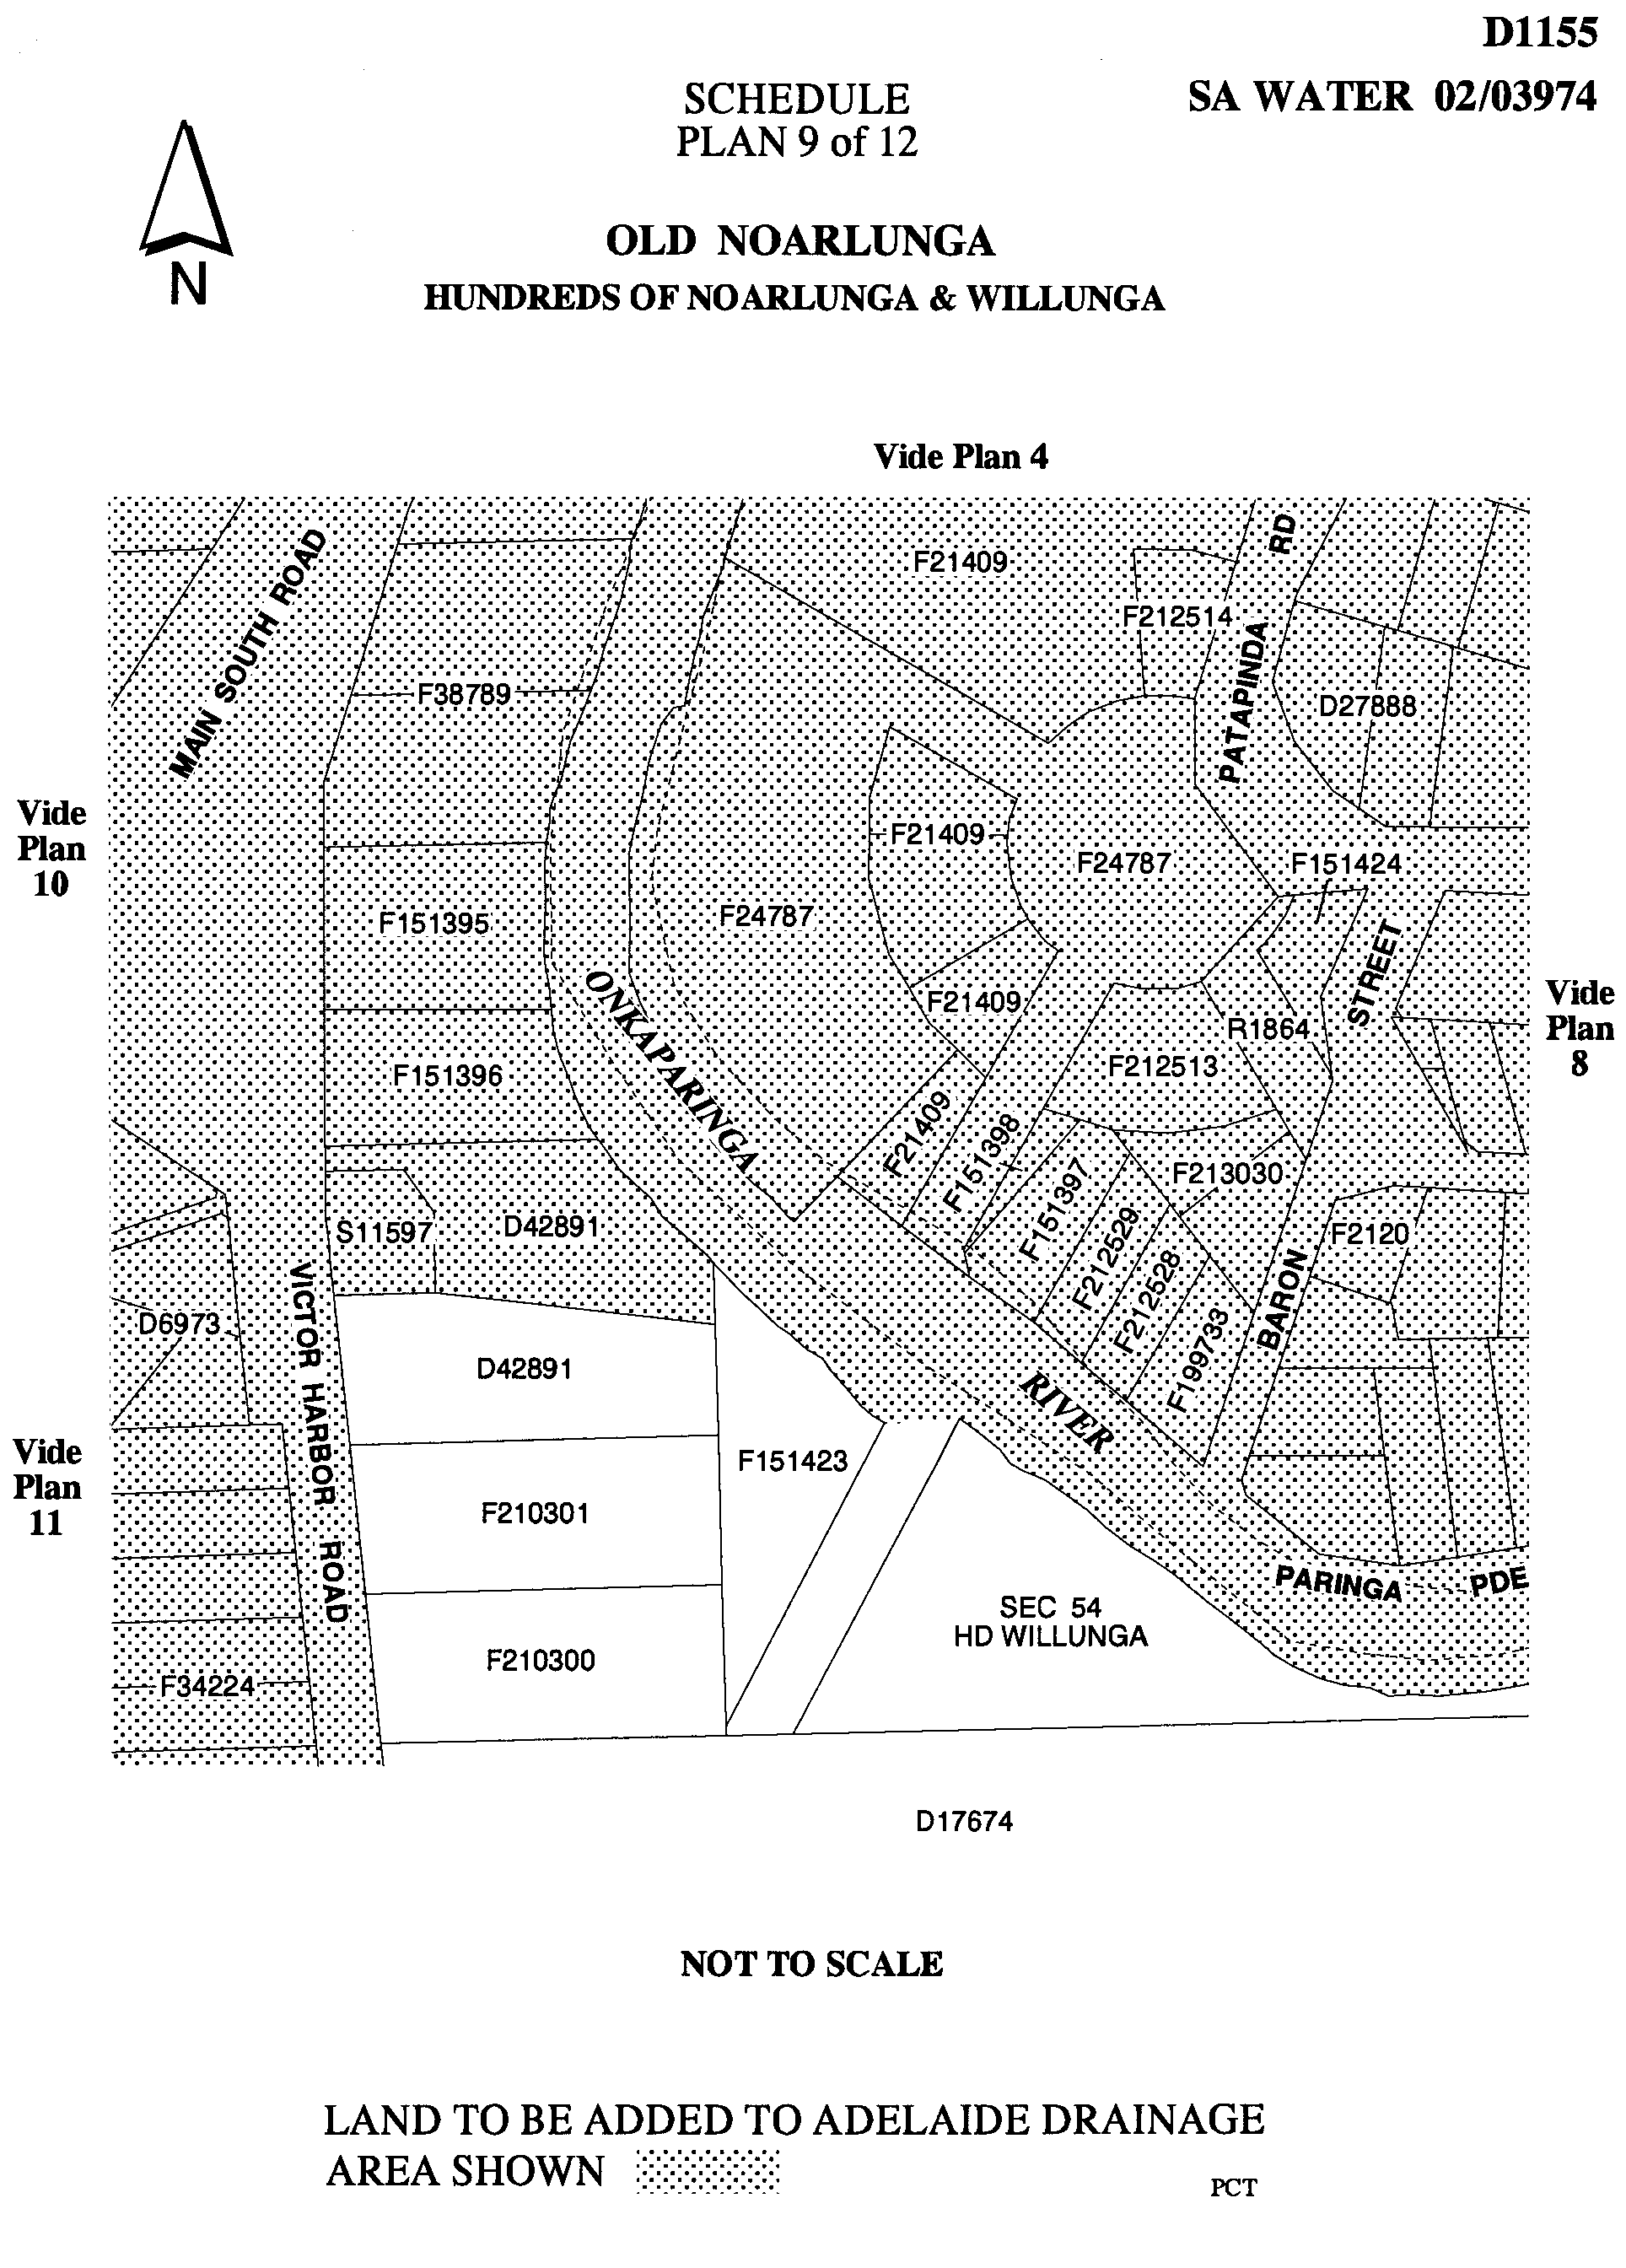 D1155
SCHEDULE
SA WATER 02/03974
PLAN 9 of 12
N
OLD NOARLUNGA
HUNDREDS OF NOARLUNGA & WILLUNGA
Vide Plan 4
MAIN SOUTH ROAD
F21409
PATAPINDA RD
F212514
F38789
D27888
Vide
Plan
10
F21409
F24787
F151424
F151395
F24787
STREET
Vide
Plan
8
F21409
R1864
ONKAPARINGA
F151396
F212513
F21409
F151398
F151397
F213030
S11597
D42891
F212529
F2120
F212528
BARON
D6973
VICTOR HARBOR ROAD
F199733
D42891
RIVER
Vide
Plan
11
F151423
F210301
PARINGA PDE
SEC 54
HD WILLUNGA
F210300
F34224
D17674
NOT TO SCALE
LAND TO BE ADDED TO ADELAIDE DRAINAGE
AREA SHOWN
PCT